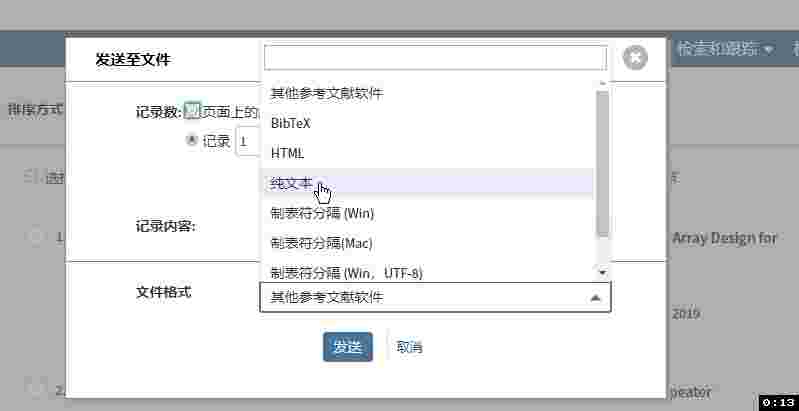 发送至文件
检索和跟踪
排序方式
记录数:
页面上的
其他参考文献软件
记录 1
BibTeX
HTML
选择
纯文本
制表符分隔 (Win)
记录内容:
1.
Array Design for
制表符分隔(Mac)
制表符分隔 (Win, UTF-8)
文件格式
其他参考文献软件
2019
发送
取消
2.
peater
0:13